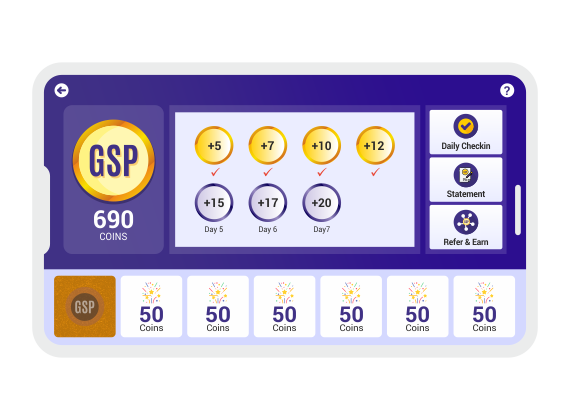 ?
GSP
690
COINS
+5
+7
+10
+12
+15
+17
+20
Day 5
Day 6
Day7
Daily Checkin
Statement
Refer & Earn
GSP
50
Coins
50
Coins
50
Coins
50
Coins
50
Coins
50
Coins